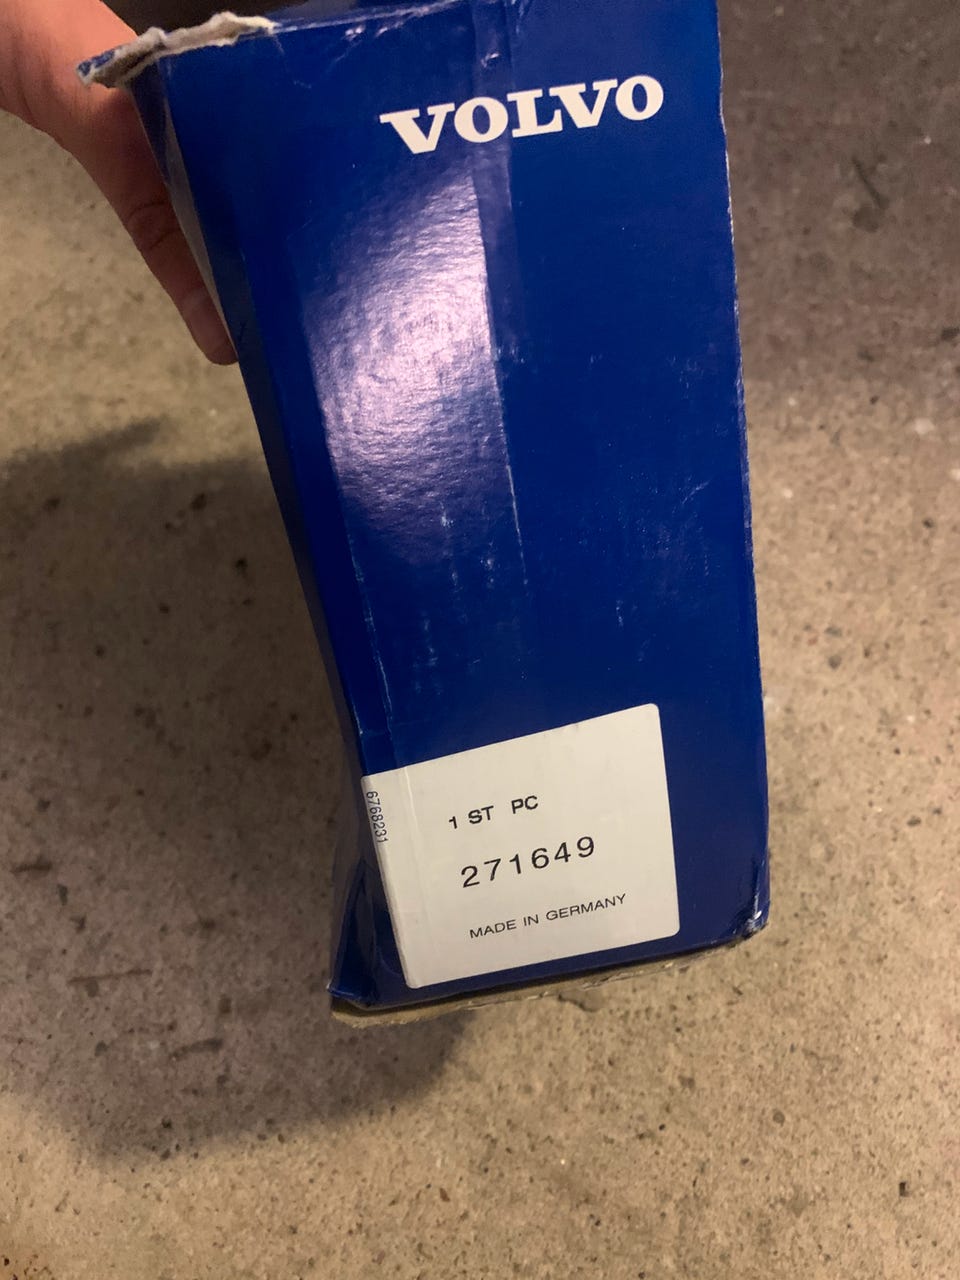 VOLVO
1 ST PC
271649
MADE IN GERMANY
6768231